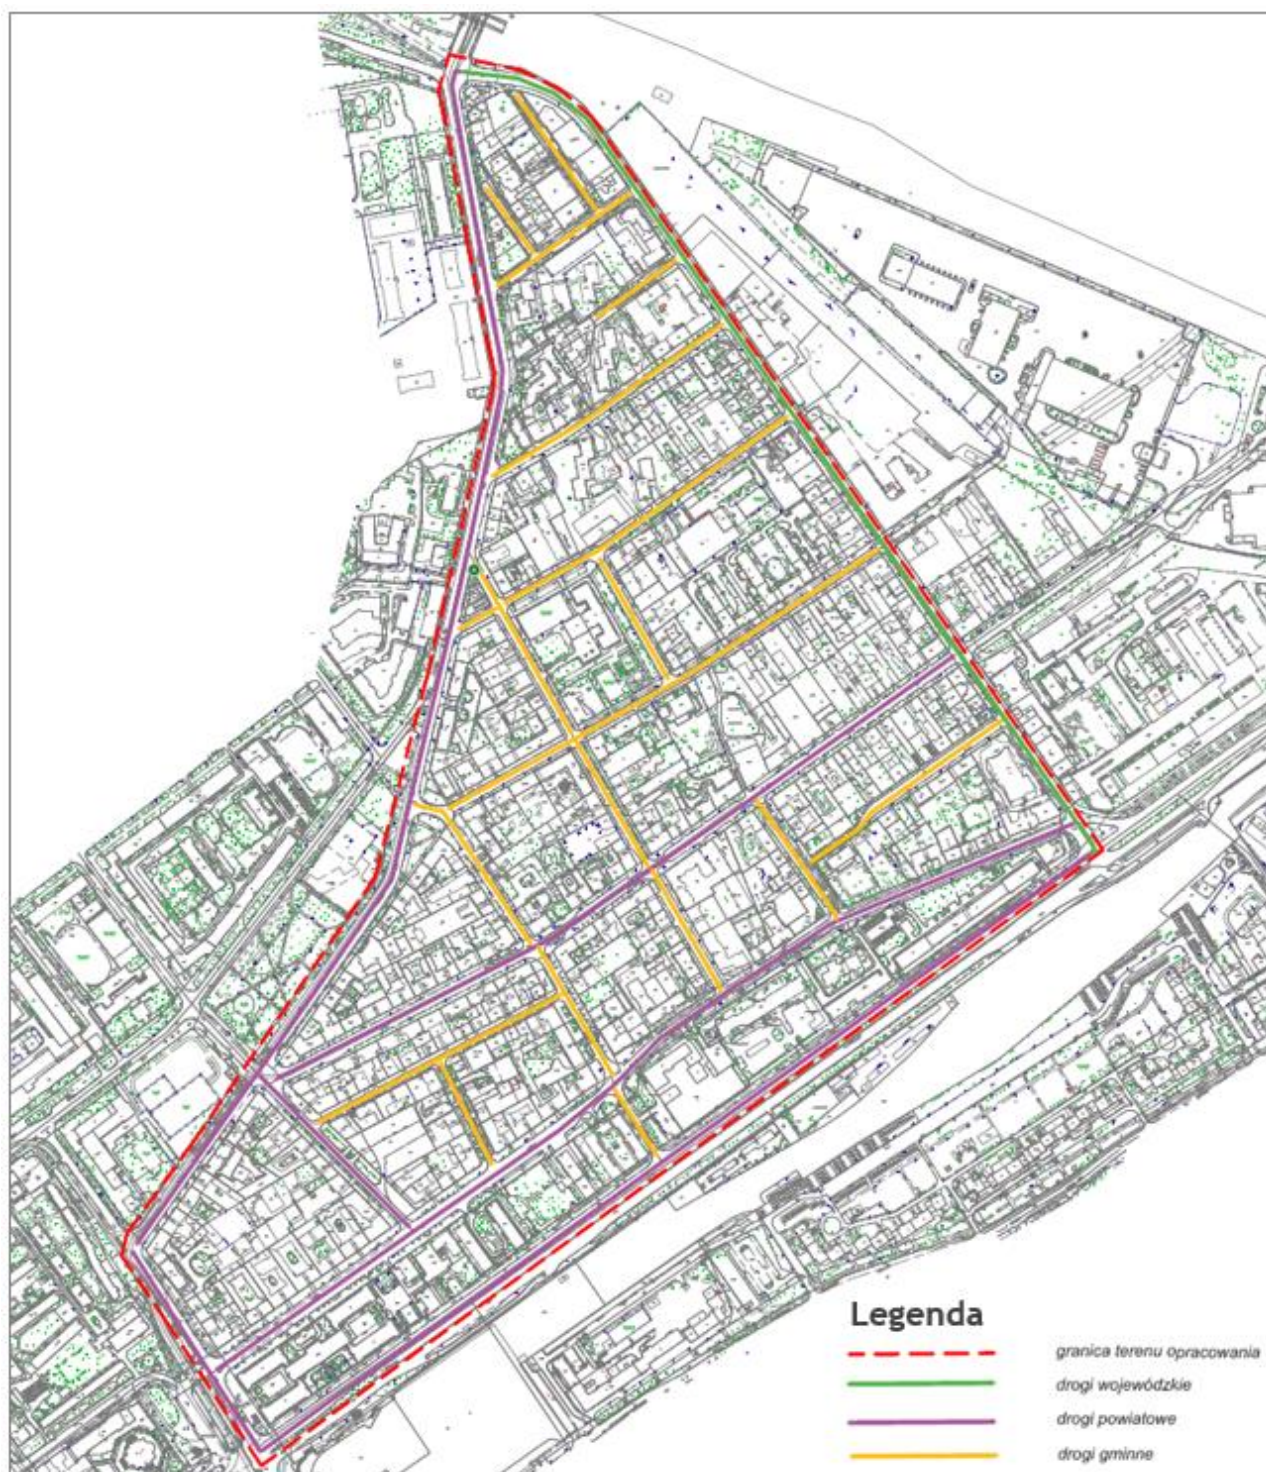 Legenda
granica terenu opracowania
drogi wojewódzkie
drogi powiatowe
drogi gminne